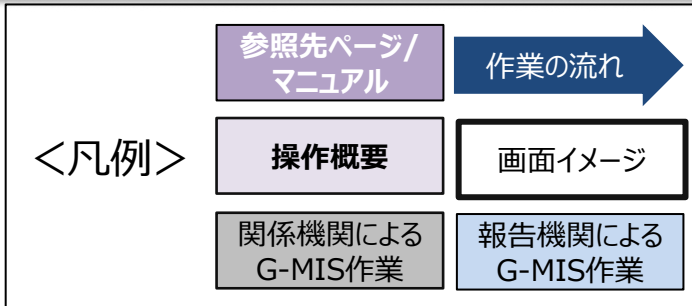 <凡例>
参照先ページ/
マニュアル
作業の流れ
操作概要
画面イメージ
関係機関による
G-MIS作業
報告機関による
G-MIS作業